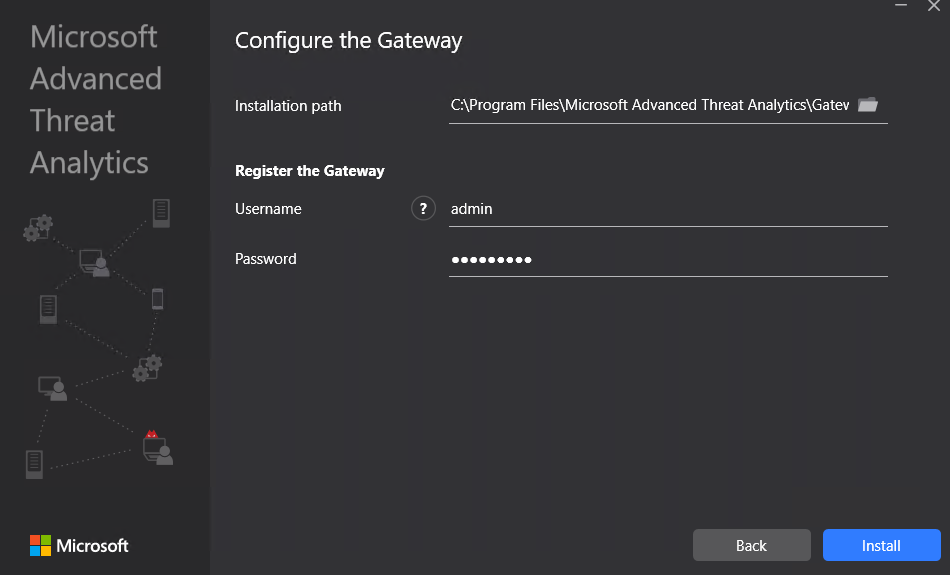 Microsoft
Advanced
Threat
Analytics
Configure the Gateway
Installation path
C:\Program Files\Microsoft Advanced Threat Analytics\Gatew
Register the Gateway
Username ? admin
Password ●●●●●●●●●
Microsoft
Back Install